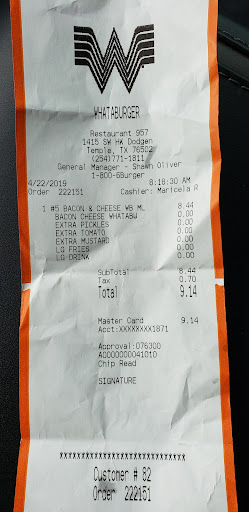 WHATABURGER
Restaurant 957
1415 SW HK Dodgen
Temple, TX 76502
(254)771-1811
General Manager - Shawn Oliver
1-800-6Burger
4/22/2019 8:18:30 AM
Order 222151 Cashier: Maricela R
1 #5 BACON & CHEESE WB ML 8.44
BACON CHEESE WHATABU 0.00
EXTRA PICKLES 0.00
EXTRA TOMATO 0.00
EXTRA MUSTARD 0.00
LG FRIES 0.00
LG DRINK 0.00
SubTotal 8.44
Tax 0.70
Total 9.14
Master Card 9.14
Acct:XXXXXXXX1871
Approval:076300
A0000000041010
Chip Read
SIGNATURE
xxxxxxxxxxxxxxxxxxxxxxxxxxxxx
Customer # 82
Order 222151